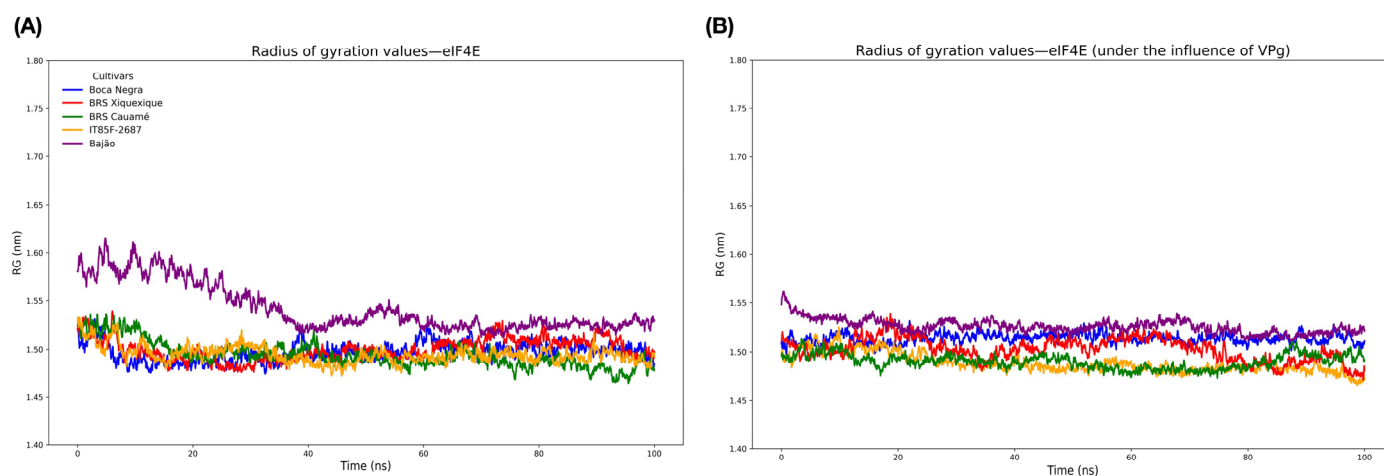 (A)
Radius of gyration values—eIF4E
Cultivars
Boca Negra
BRS Xiquexique
BRS Cauamé
IT85F-2687
Bajão
1.80
1.75
1.70
1.65
1.60
1.55
1.50
1.45
1.40
RG (nm)
0 20 40 60 80 100
Time (ns)
(B)
Radius of gyration values—eIF4E (under the influence of VPg)
1.80
1.75
1.70
1.65
1.60
1.55
1.50
1.45
1.40
RG (nm)
0 20 40 60 80 100
Time (ns)